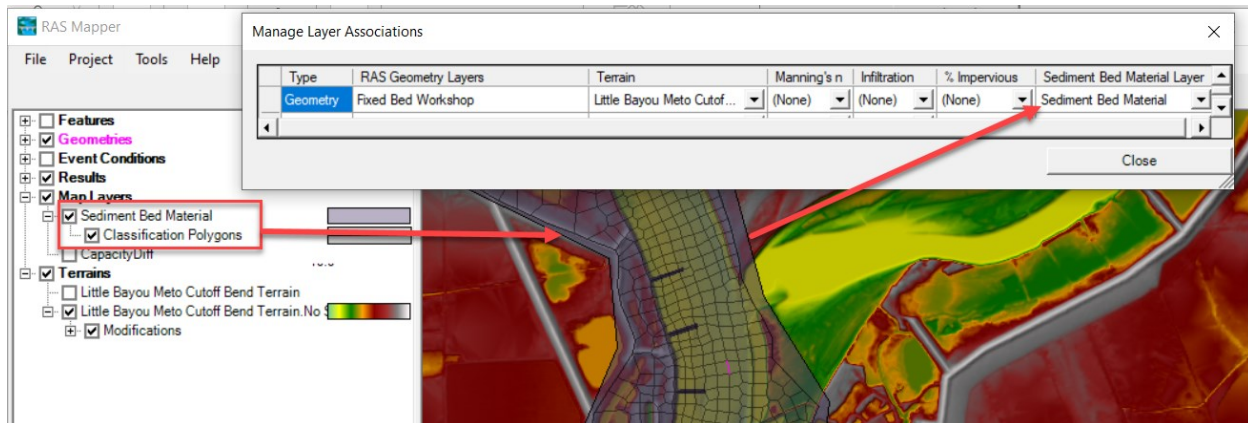 RAS Mapper
File Project Tools Help
Manage Layer Associations
Type RAS Geometry Layers Terrain Manning's n Infiltration % Impervious Sediment Bed Material Layer
Geometry Fixed Bed Workshop Little Bayou Meto Cutof... (None) (None) (None) Sediment Bed Material
Close
Features
Geometries
Event Conditions
Results
Map Layers
Sediment Bed Material
Classification Polygons
CapacityDiff
Terrains
Little Bayou Meto Cutoff Bend Terrain
Little Bayou Meto Cutoff Bend Terrain.No
Modifications